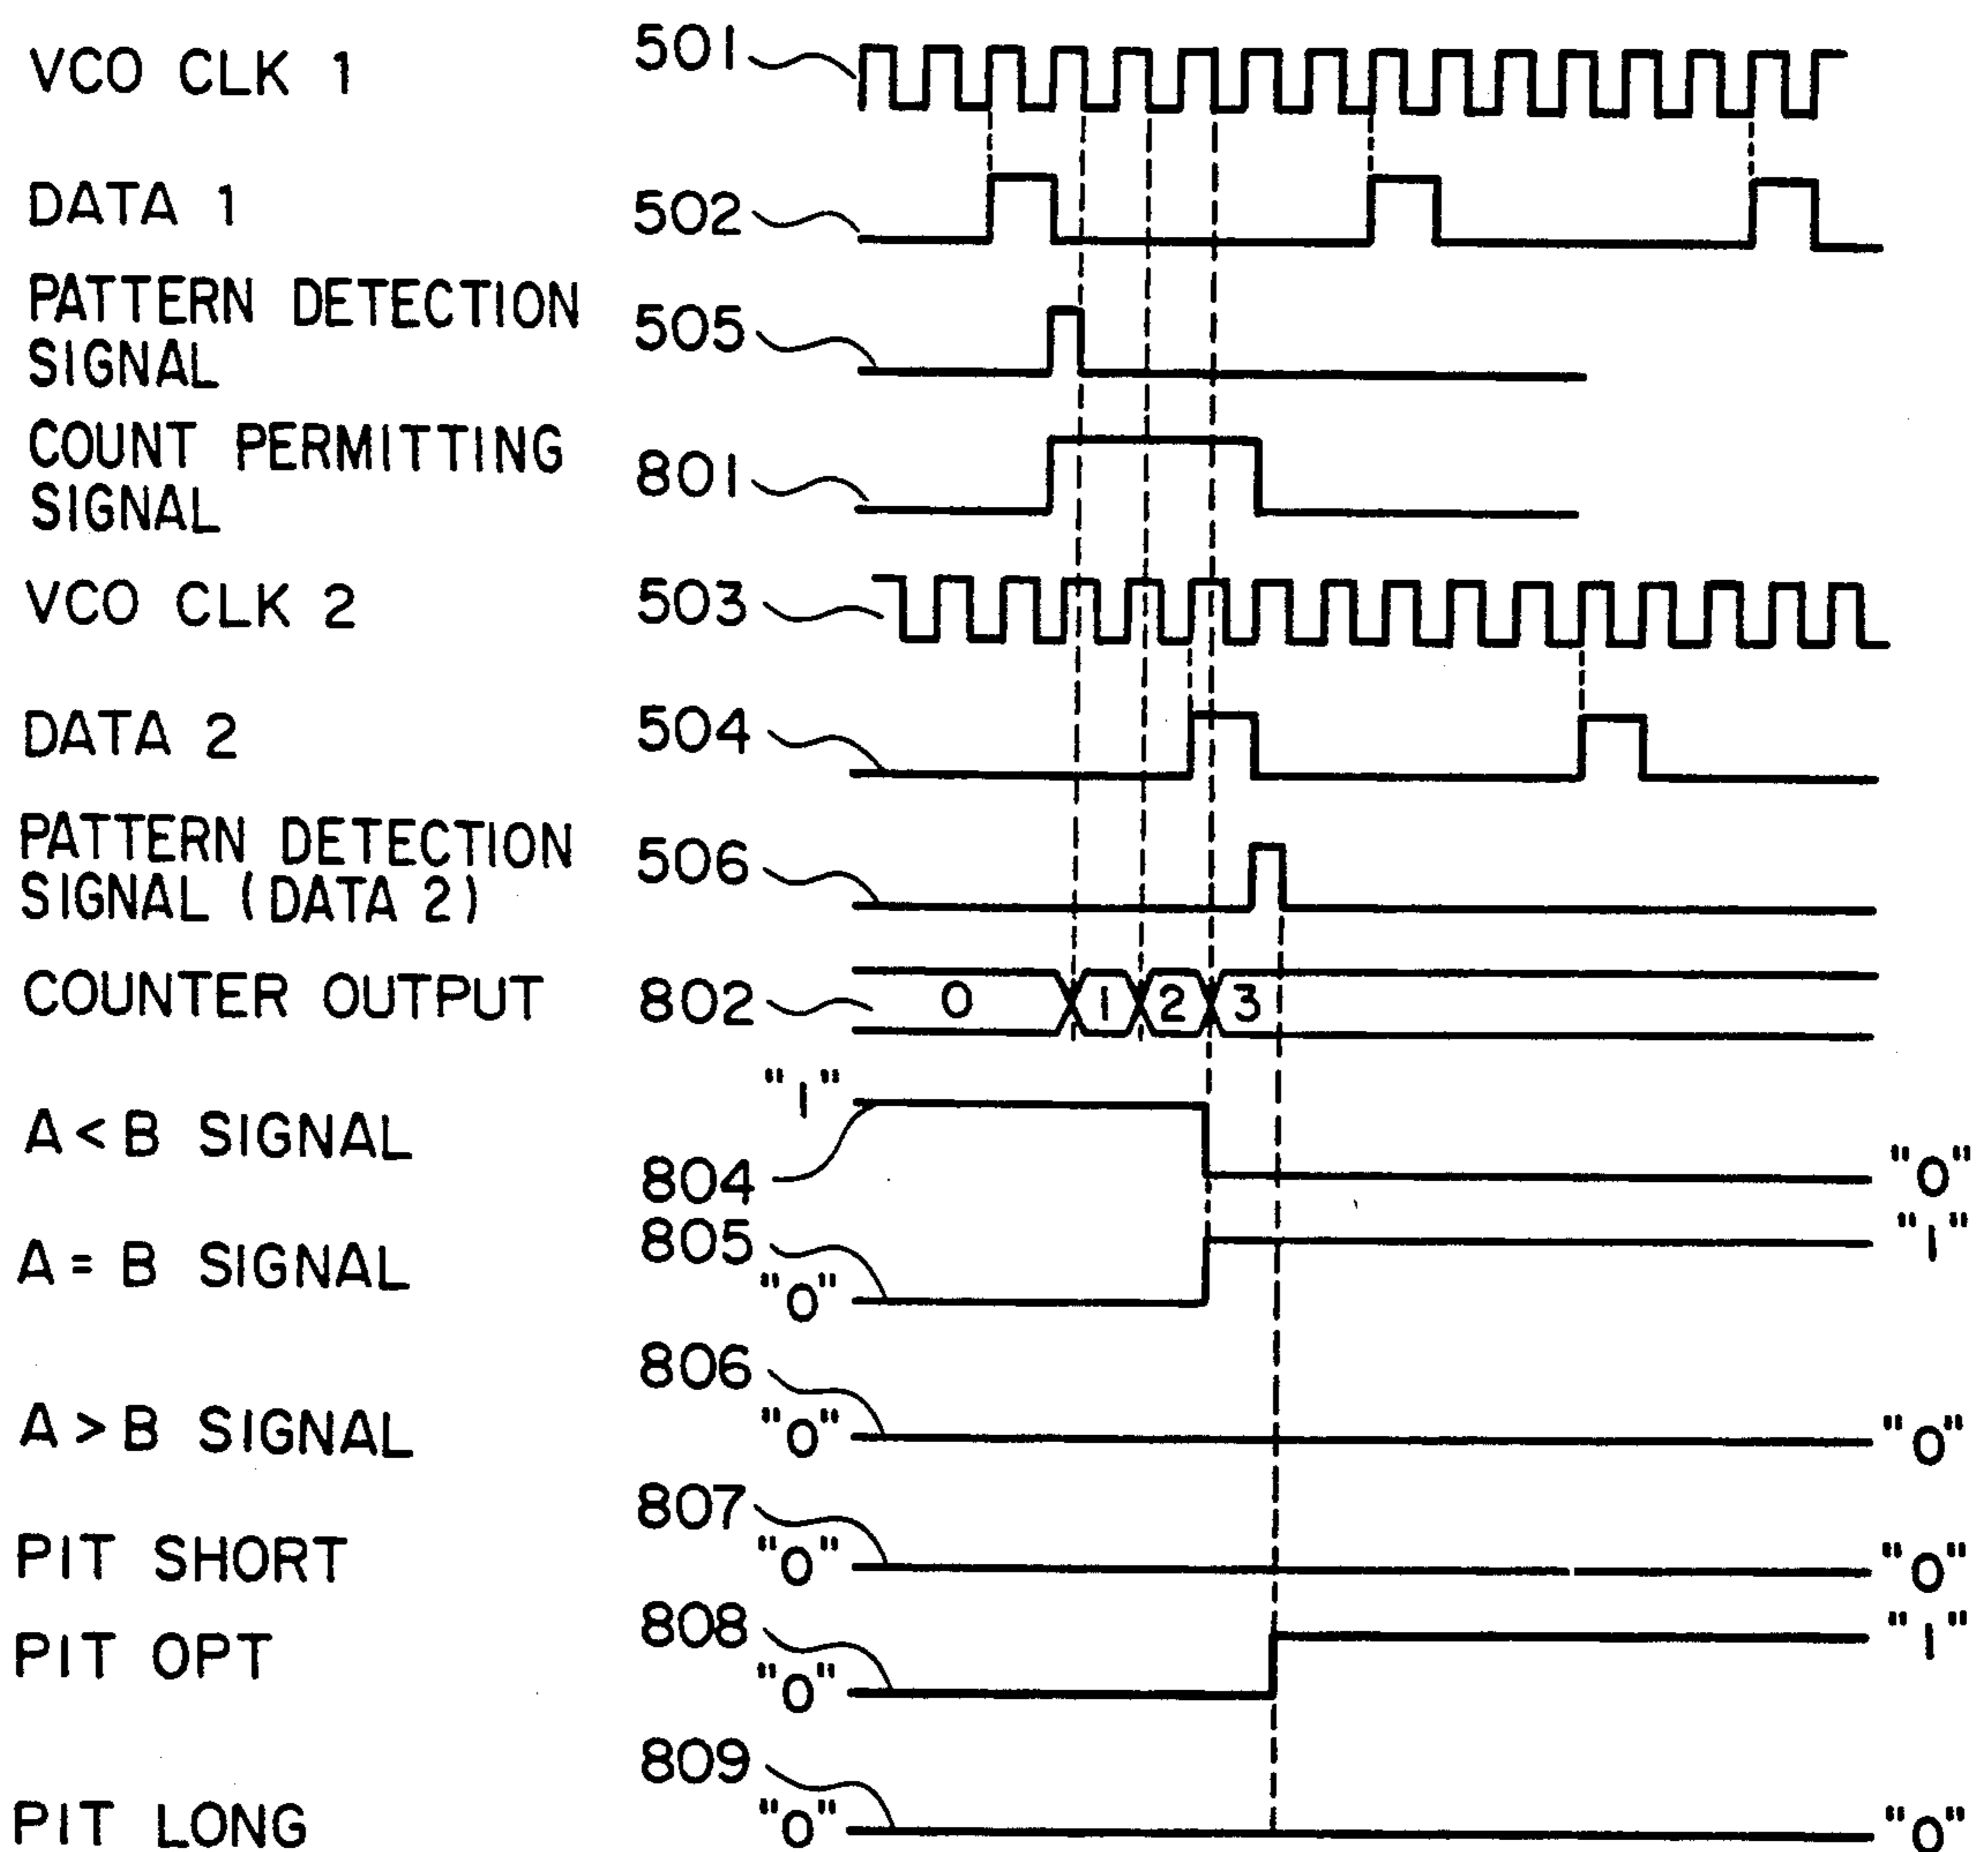 VCO CLK 1 501
DATA 1 502
PATTERN DETECTION
SIGNAL 505
COUNT PERMITTING
SIGNAL 801
VCO CLK 2 503
DATA 2 504
PATTERN DETECTION
SIGNAL (DATA 2) 506
COUNTER OUTPUT 802 0 1 2 3
"1"
A < B SIGNAL 804 "0"
A = B SIGNAL 805 "0" "1"
806
A > B SIGNAL "0" "0"
807
PIT SHORT "0" "0"
808 "1"
PIT OPT "0"
809
PIT LONG "0" "0"